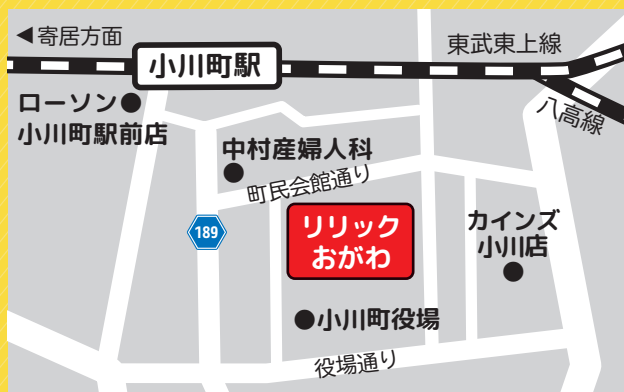 ◀寄居方面
小川町駅
東武東上線
八高線
ローソン●
小川町駅前店
中村産婦人科
町民会館通り
189
リリック
おがわ
カインズ
小川店
●小川町役場
役場通り